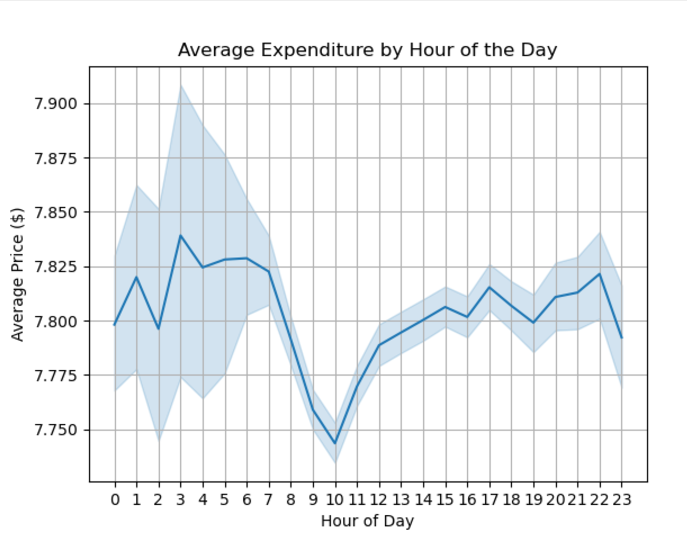 Average Expenditure by Hour of the Day
7.900
7.875
7.850
7.825
7.800
7.775
7.750
Average Price ($)
0 1 2 3 4 5 6 7 8 9 10 11 12 13 14 15 16 17 18 19 20 21 22 23
Hour of Day